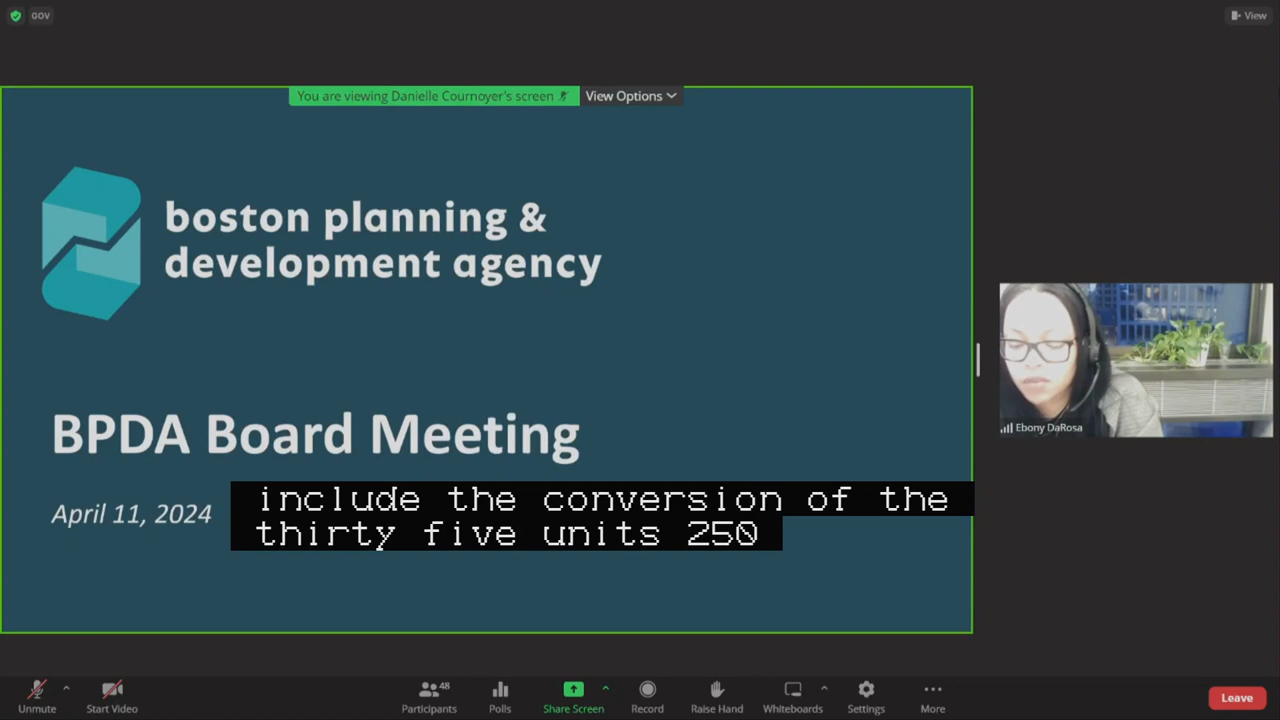 GOV
View
You are viewing Danielle Cournoyer's screen
View Options
boston planning &
development agency
BPDA Board Meeting
April 11, 2024
include the conversion of the
thirty five units 250
Ebony DaRosa
Unmute
Start Video
Participants
48
Polls
Share Screen
Record
Raise Hand
Whiteboards
Settings
More
Leave